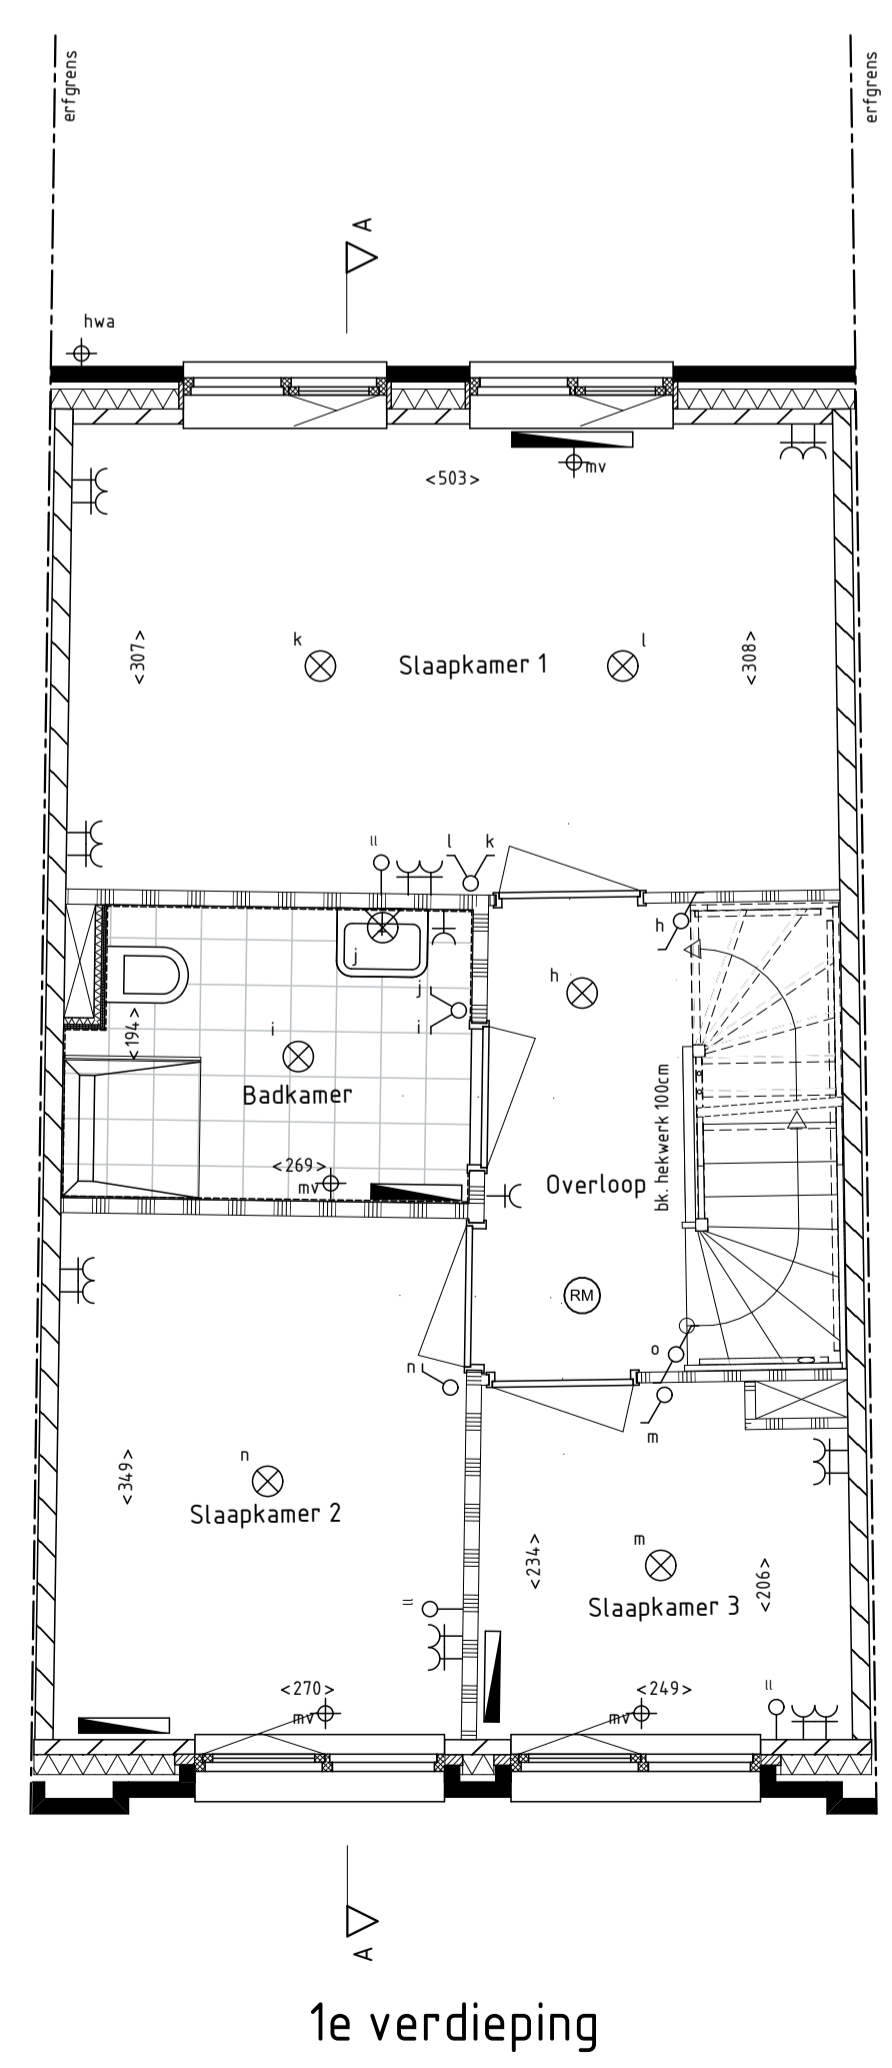 erfgrens
erfgrens
A
hwa
mv
<503>
k
l
<307>
Slaapkamer 1
<308>
ll
l
k
h
j
h
j
i
<194>
i
Badkamer
bk. hekwerk 100cm
<269>
mv
Overloop
RM
o
n
m
<349>
n
Slaapkamer 2
m
<234>
<206>
Slaapkamer 3
ll
<270>
<249>
ll
mv
mv
A
1e verdieping